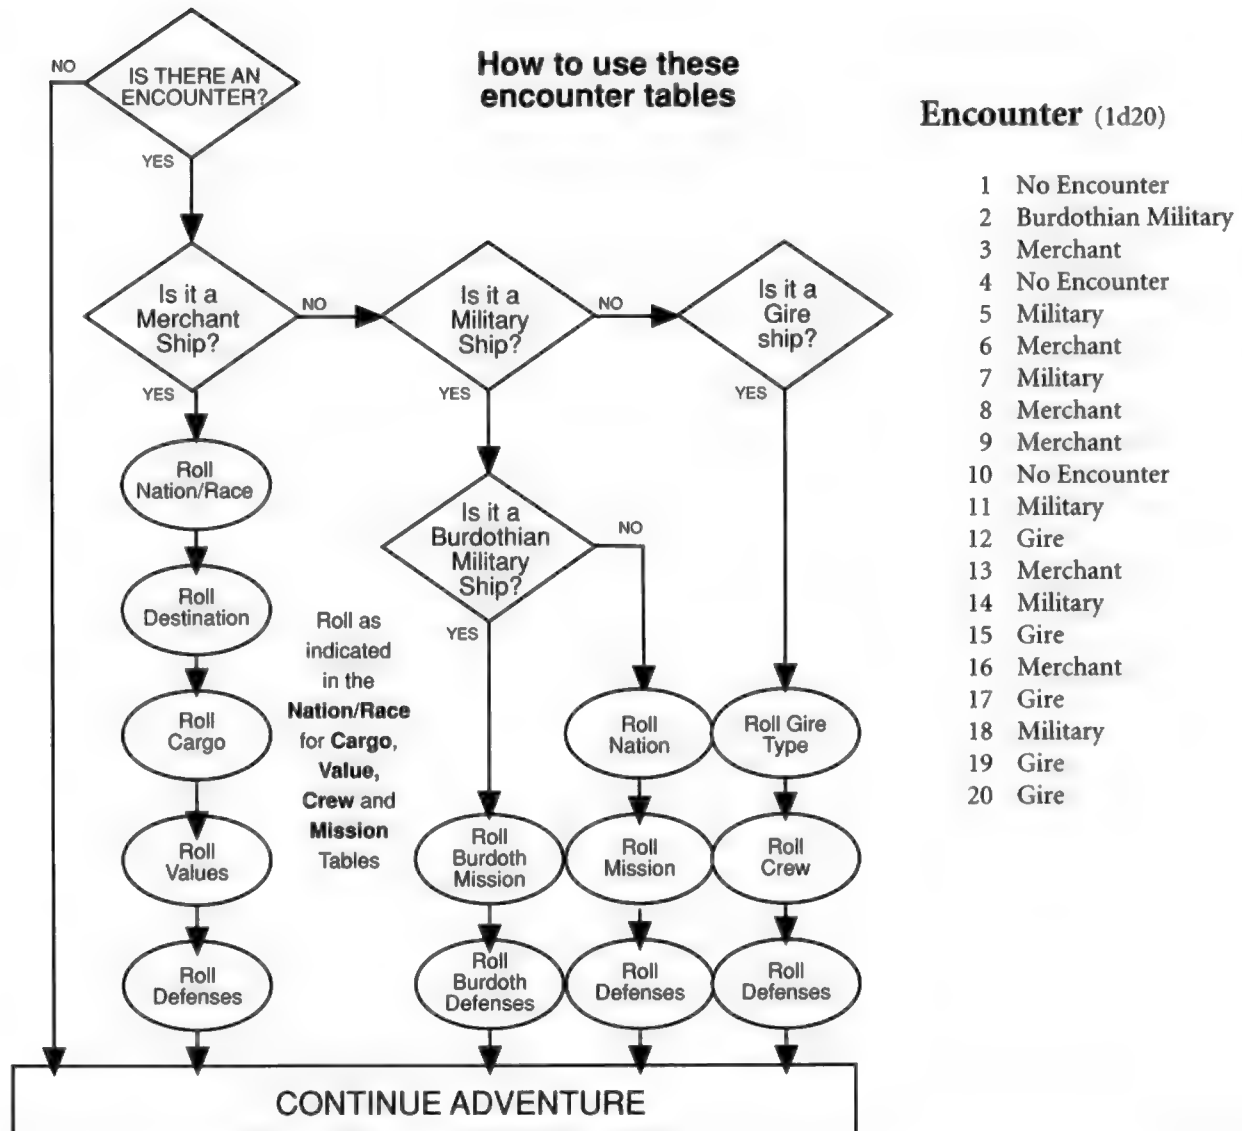 How to use these
encounter tables
NO
IS THERE AN
ENCOUNTER?
YES
Is it a
Merchant
Ship?
NO
YES
Is it a
Military
Ship?
NO
YES
Is it a
Gire
ship?
YES
Roll
Nation/Race
Roll
Destination
Roll
Cargo
Roll
Values
Roll
Defenses
Roll as
indicated
in the
Nation/Race
for Cargo,
Value,
Crew and
Mission
Tables
Is it a
Burdothian
Military
Ship?
NO
YES
Roll
Burdoth
Mission
Roll
Burdoth
Defenses
Roll
Nation
Roll
Mission
Roll
Defenses
Roll Gire
Type
Roll
Crew
Roll
Defenses
CONTINUE ADVENTURE
Encounter (1d20)
1 No Encounter
2 Burdothian Military
3 Merchant
4 No Encounter
5 Military
6 Merchant
7 Military
8 Merchant
9 Merchant
10 No Encounter
11 Military
12 Gire
13 Merchant
14 Military
15 Gire
16 Merchant
17 Gire
18 Military
19 Gire
20 Gire